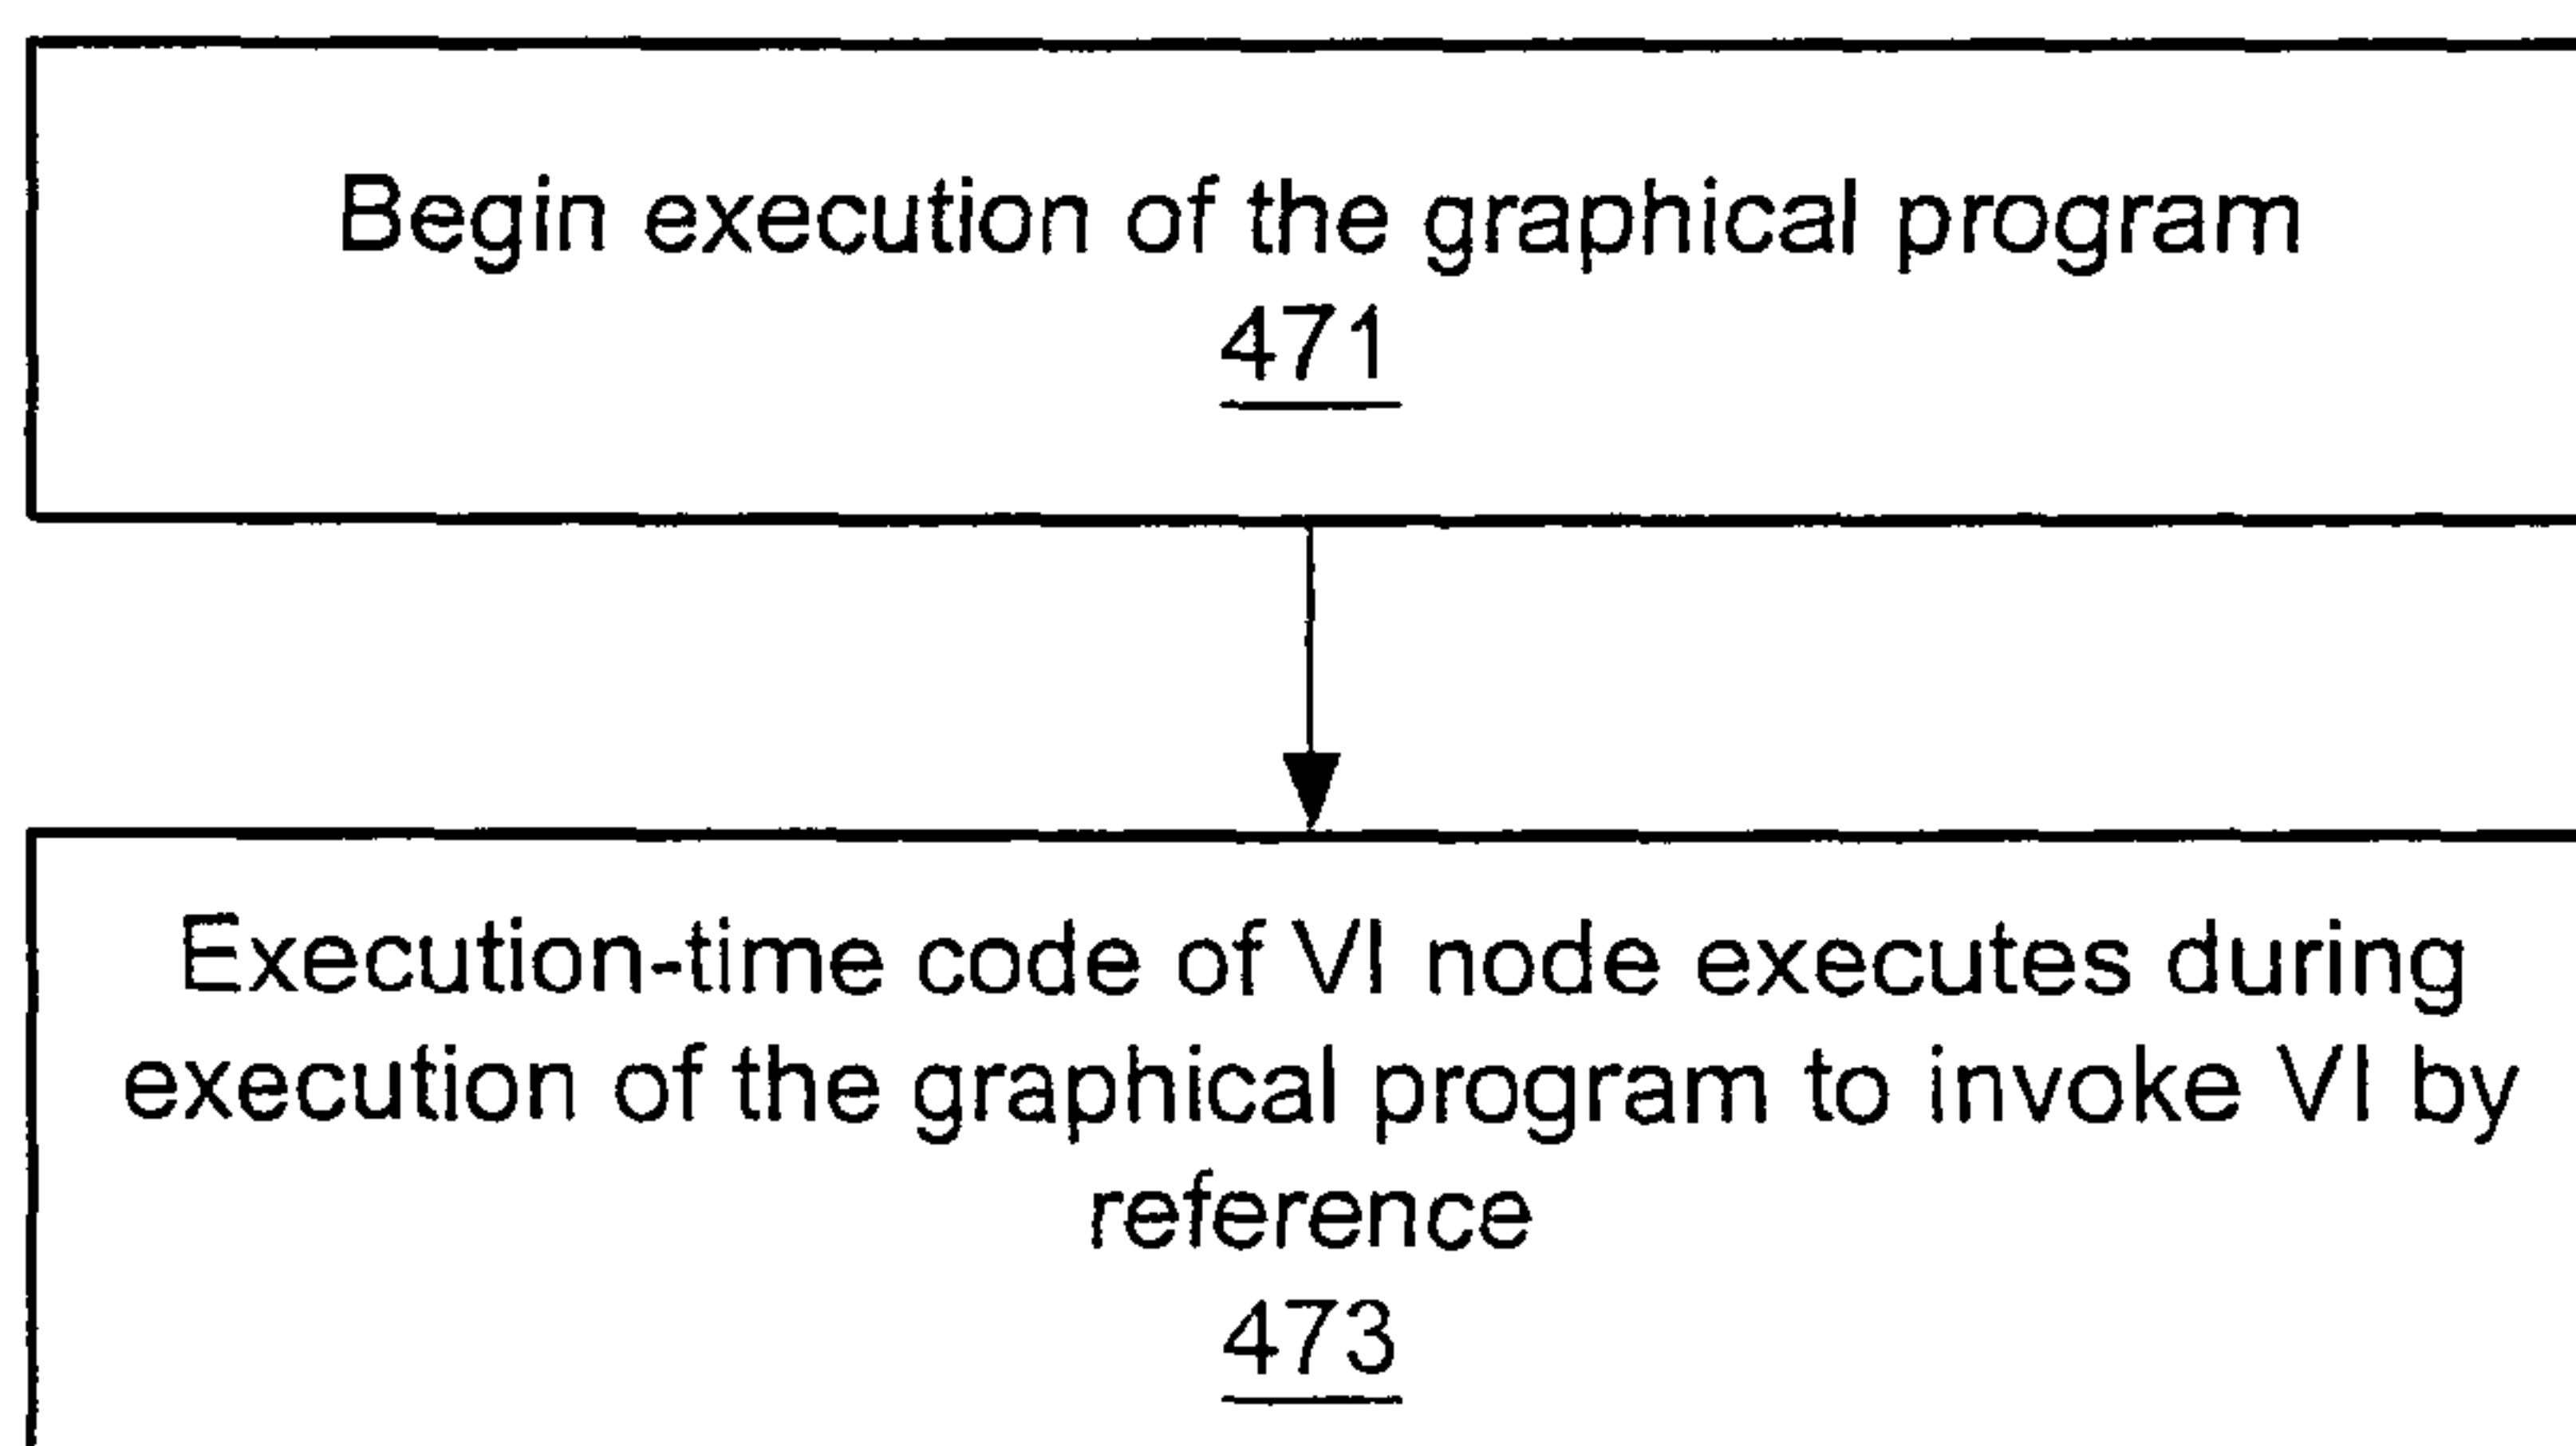 Begin execution of the graphical program
471
Execution-time code of VI node executes during
execution of the graphical program to invoke VI by
reference
473